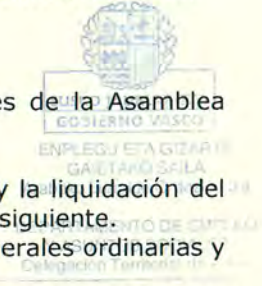 es de la Asamblea
GOBIERNO VASCO
ENPLEGU ETA GIZARTE
GAIETAKO SAILA
y la liquidación del
siguiente.
erales ordinarias y
Delegación Territorial de